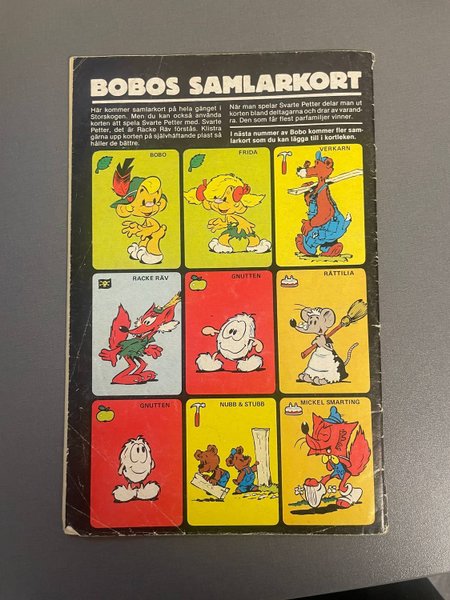 BOBOS SAMLARKORT
Här kommer samlarkort på hela gänget i
Storskogen. Men du kan också använda
korten att spela Svarte Petter med. Svarte
Petter, det är Racke Räv förstås. Klistra
gärna upp korten på självhäftande plast så
håller de bättre.
När man spelar Svarte Petter delar man ut
korten bland deltagarna och drar av varand-
ra. Den som får flest parfamiljer vinner.
I nästa nummer av Bobo kommer fler sam-
larkort som du kan lägga till i kortleken.
BOBO
FRIDA
VERKARN
RACKE RÄV
GNUTTEN
RÅTTILIA
GNUTTEN
NUBB & STUBB
MICKEL SMARTING